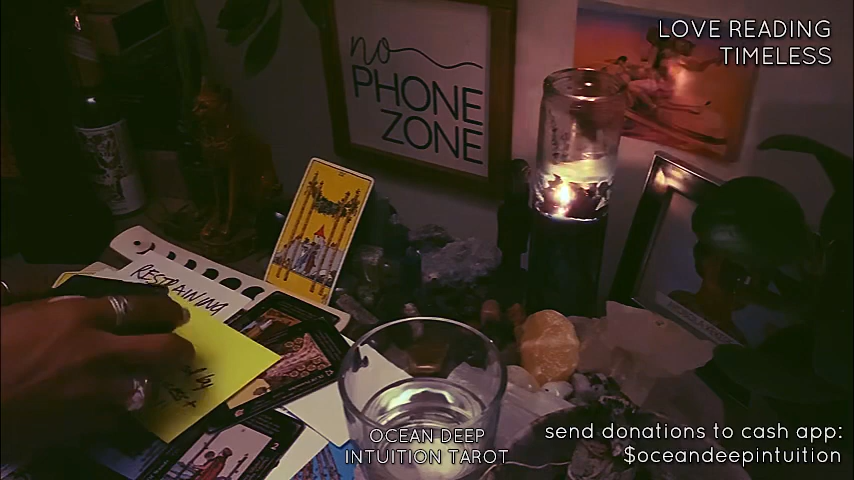 LOVE READING
TIMELESS
no
PHONE
ZONE
RESTRAINING
OCEAN DEEP
INTUITION TAROT
send donations to cash app:
$oceandeepintuition